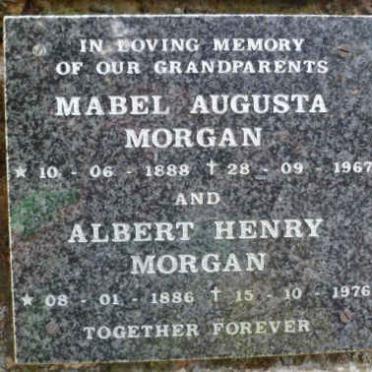 IN LOVING MEMORY
OF OUR GRANDPARENTS
MABEL AUGUSTA
MORGAN
★ 10 - 06 - 1888 ✝ 28 - 09 - 1967
AND
ALBERT HENRY
MORGAN
★ 08 - 01 - 1886 ✝ 15 - 10 - 1976
TOGETHER FOREVER